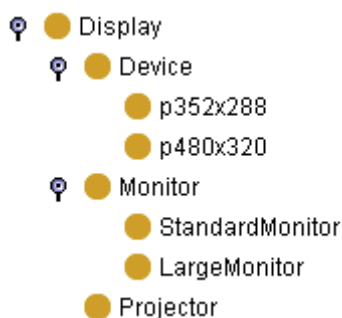 Display
Device
p352x288
p480x320
Monitor
StandardMonitor
LargeMonitor
Projector